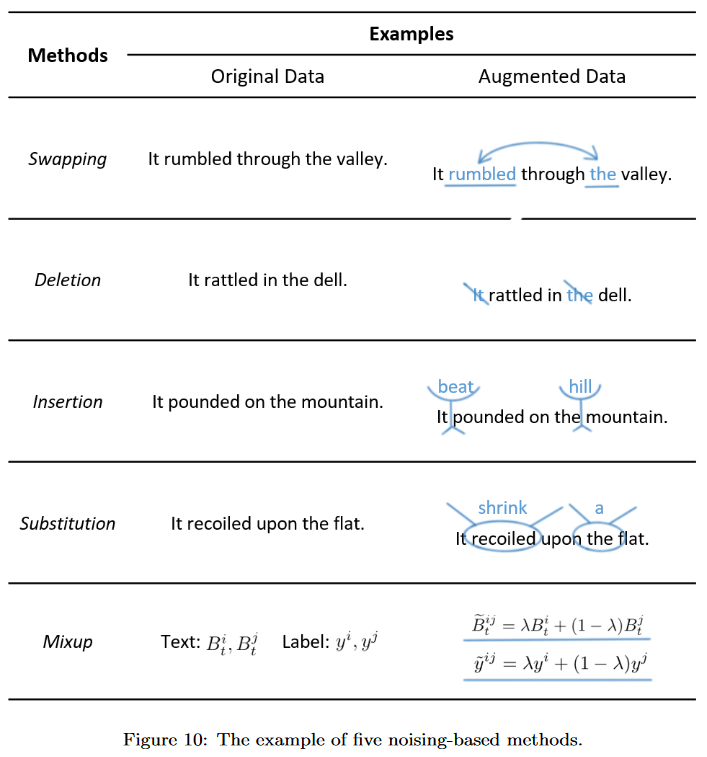 Methods
Examples
Original Data
Augmented Data
Swapping
It rumbled through the valley.
It rumbled through the valley.
Deletion
It rattled in the dell.
It rattled in the dell.
Insertion
It pounded on the mountain.
beat hill
It pounded on the mountain.
Substitution
It recoiled upon the flat.
shrink a
It recoiled upon the flat.
Mixup
Text: $B_t^i, B_t^j$ Label: $y^i, y^j$
$\widetilde{B}_t^{ij} = \lambda B_t^i + (1 - \lambda) B_t^j$
$\tilde{y}^{ij} = \lambda y^i + (1 - \lambda) y^j$
Figure 10: The example of five noising-based methods.